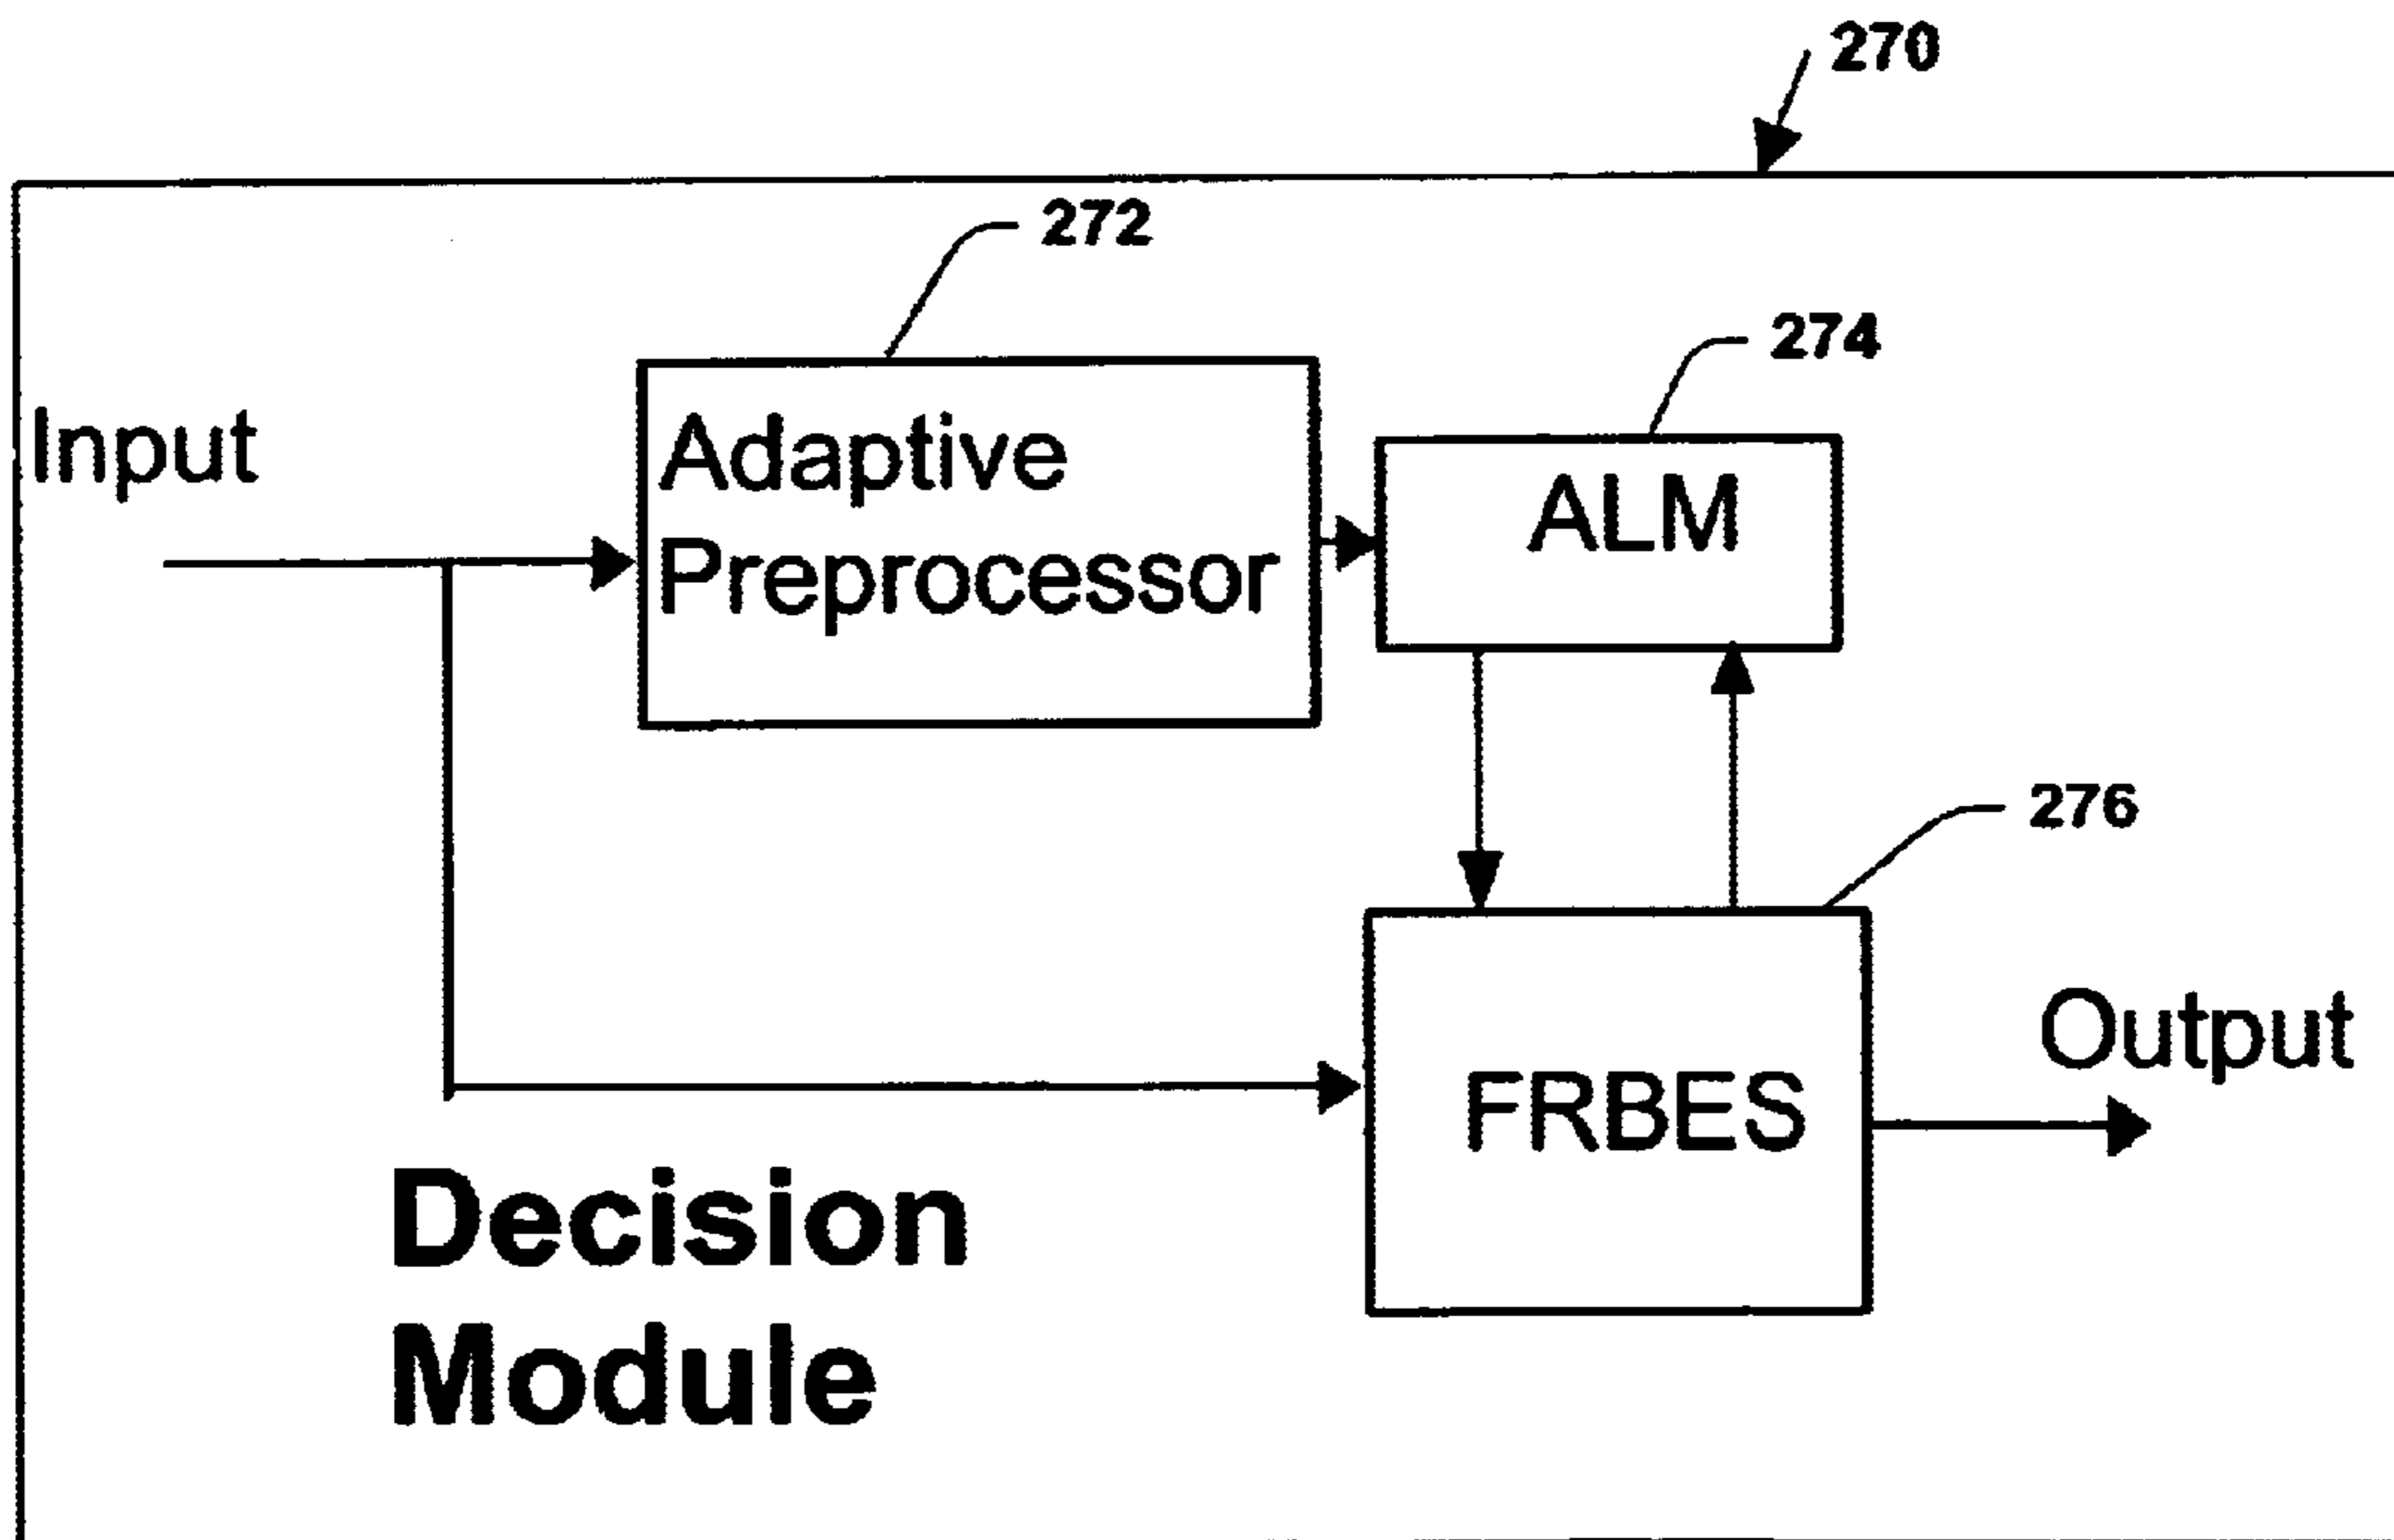 270
272
274
Input
Adaptive
Preprocessor
ALM
276
Output
FRBES
Decision
Module